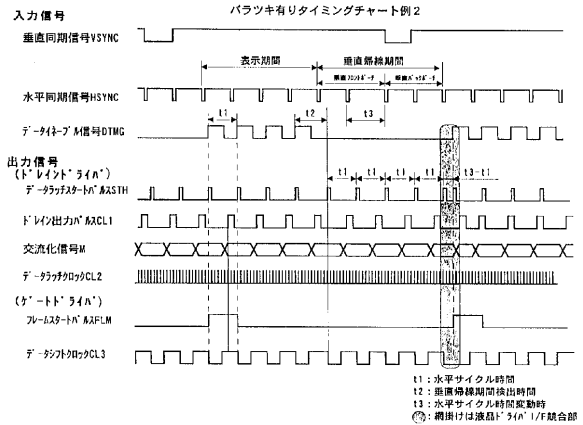 バラツキ有りタイミングチャート例2
入力信号
垂直同期信号VSYNC
表示期間
垂直帰線期間
垂直フロントポーチ
垂直バックポーチ
水平同期信号HSYNC
t1
t2
t3
データイネーブル信号DTMG
出力信号
(ドレインドライバ)
t1
t1
t1
t1
t3-t1
データラッチスタートパルスSTH
ドレイン出力パルスCL1
交流化信号M
データラッチクロックCL2
(ゲートドライバ)
フレームスタートパルスFLM
データシフトクロックCL3
t1:水平サイクル時間
t2:垂直帰線期間検出時間
t3:水平サイクル時間変動時
:網掛けは液晶ドライバI/F競合部